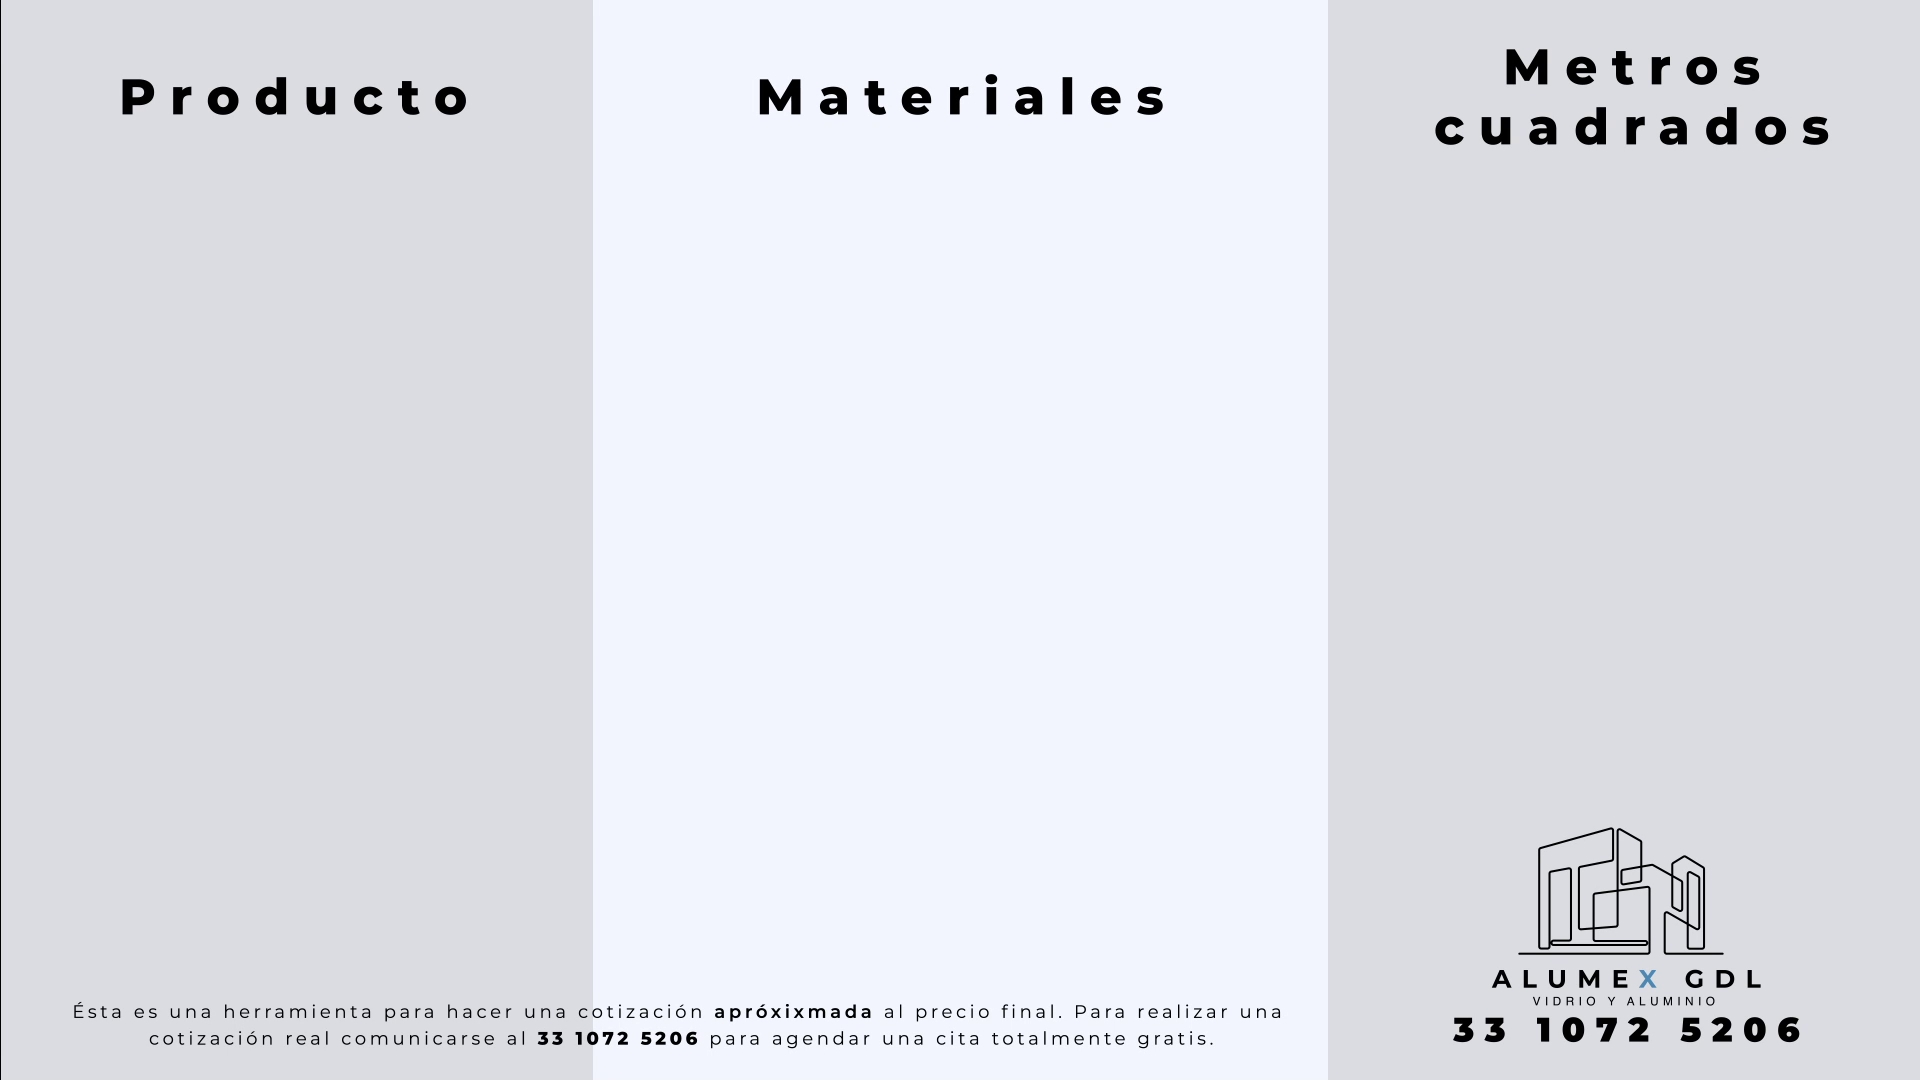 Producto
Materiales
Metros
cuadrados
Ésta es una herramienta para hacer una cotización apróxixmada al precio final. Para realizar una
cotización real comunicarse al 33 1072 5206 para agendar una cita totalmente gratis.
ALUMEX GDL
VIDRIO Y ALUMINIO
33 1072 5206